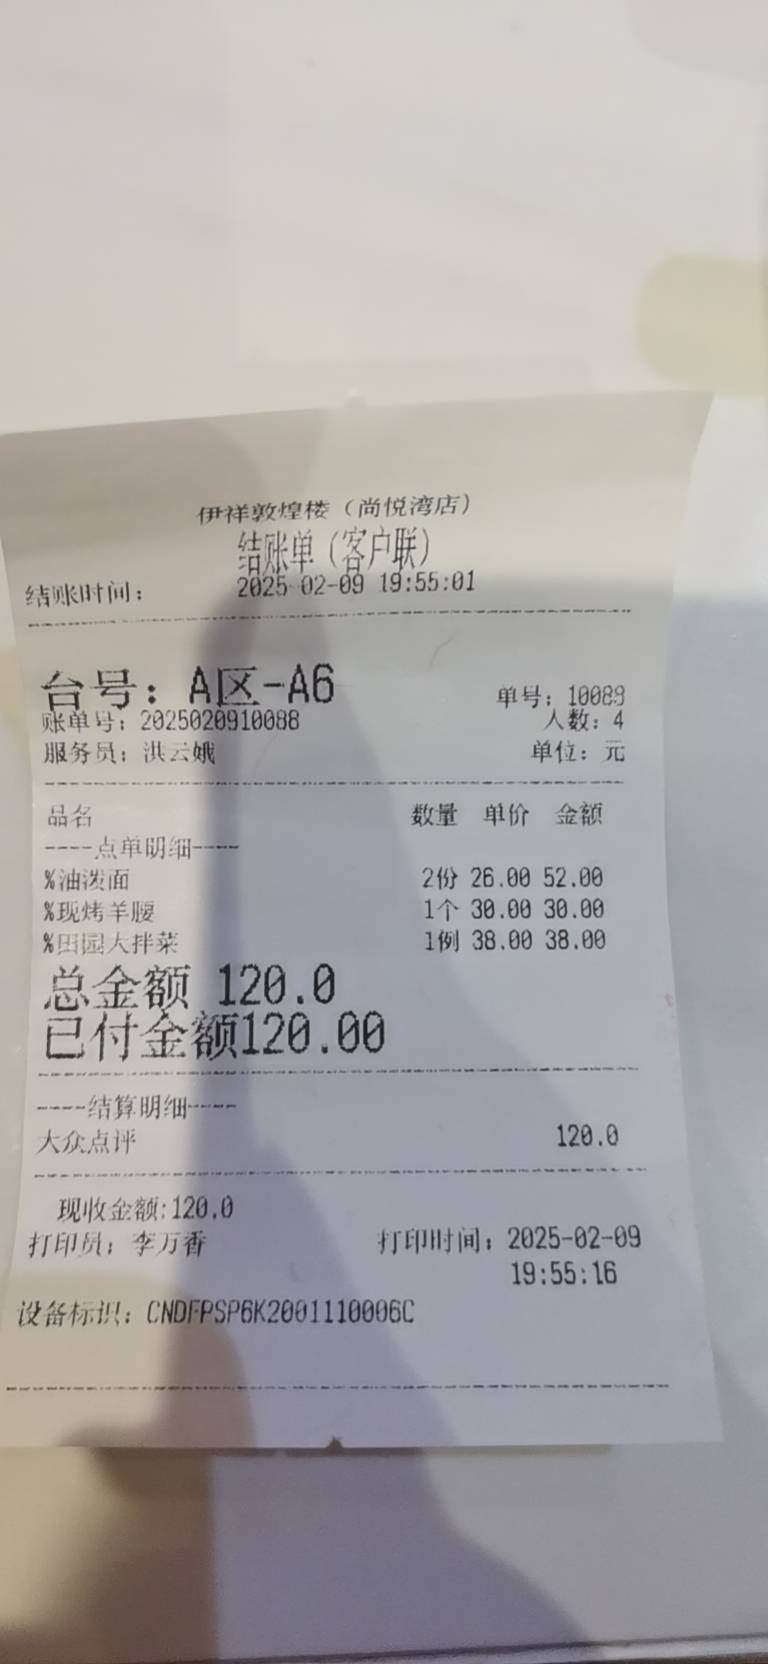 伊祥敦煌楼（尚悦湾店）
结账单（客户联）
结账时间： 2025-02-09 19:55:01
台号：A区-A6 单号：10088
账单号：2025020910088 人数：4
服务员：洪云娥 单位：元
品名 数量 单价 金额
----点单明细----
%油泼面 2份 26.00 52.00
%现烤羊腰 1个 30.00 30.00
%田园大拌菜 1例 38.00 38.00
总金额 120.0
已付金额120.00
----结算明细----
大众点评 120.0
现收金额:120.0
打印员：李万香 打印时间：2025-02-09
19:55:16
设备标识：CNDFPSP6K2001110006C